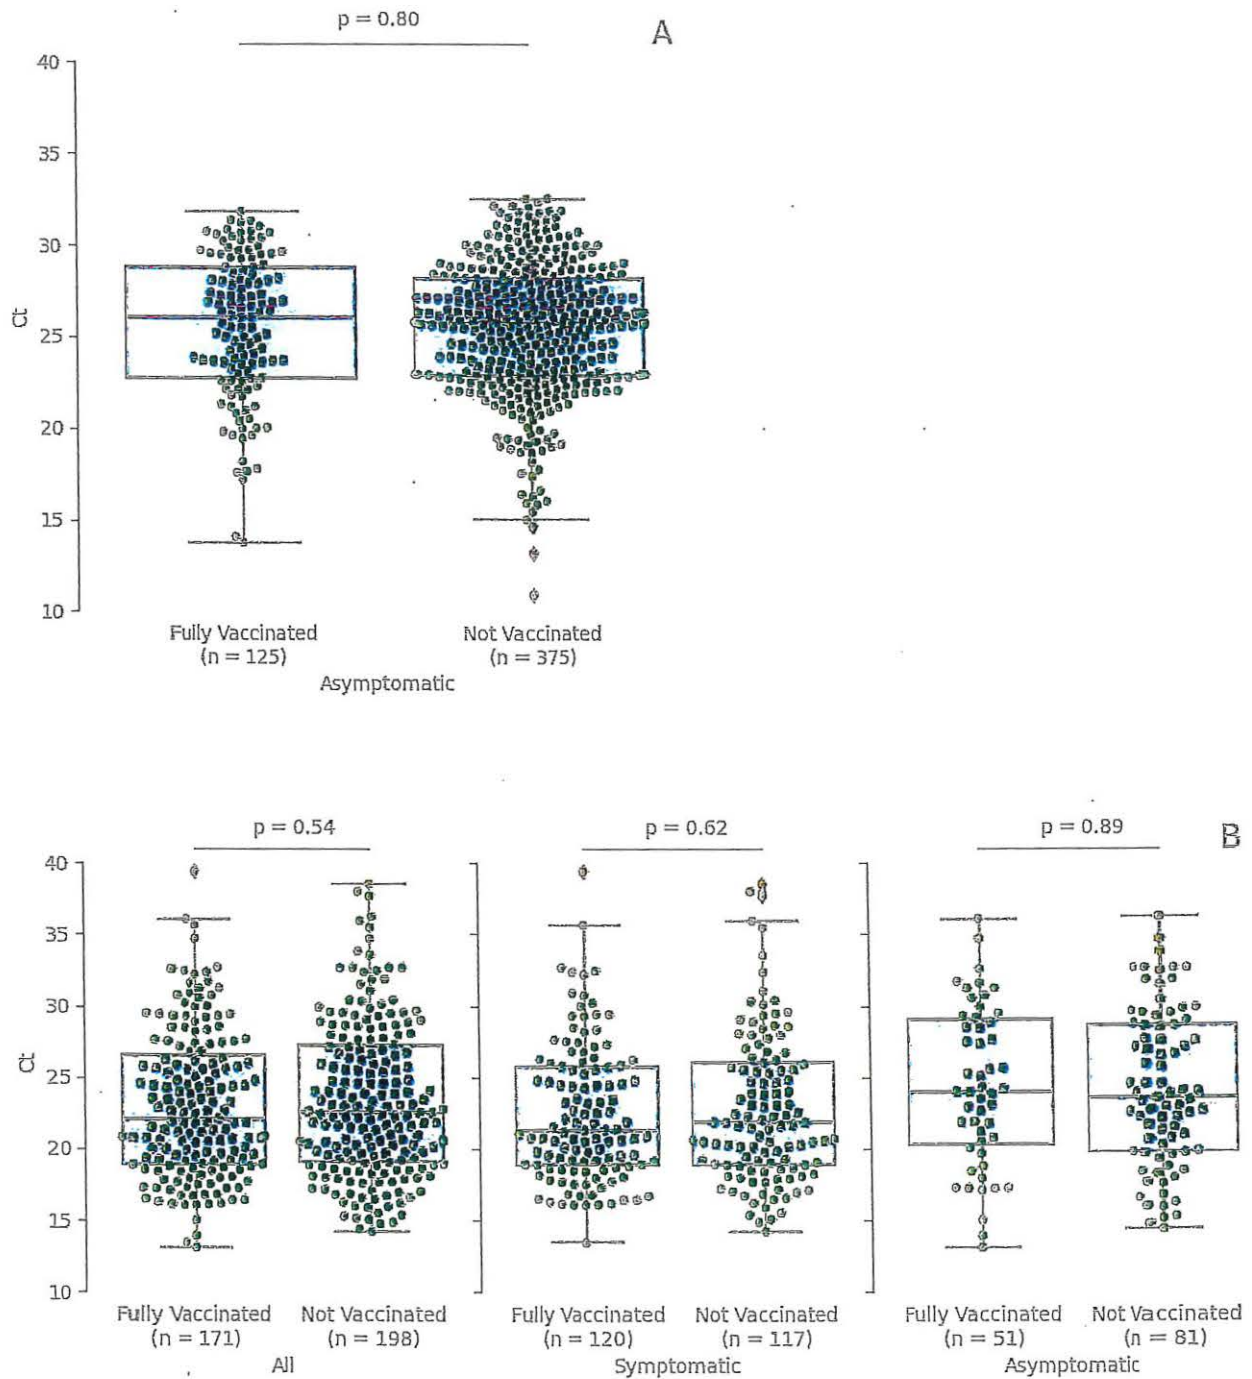 p = 0.80
A
40
35
30
25
20
15
10
Ct
Fully Vaccinated
(n = 125)
Not Vaccinated
(n = 375)
Asymptomatic
p = 0.54
p = 0.62
p = 0.89
B
40
35
30
25
20
15
10
Ct
Fully Vaccinated
(n = 171)
Not Vaccinated
(n = 198)
All
Fully Vaccinated
(n = 120)
Not Vaccinated
(n = 117)
Symptomatic
Fully Vaccinated
(n = 51)
Not Vaccinated
(n = 81)
Asymptomatic